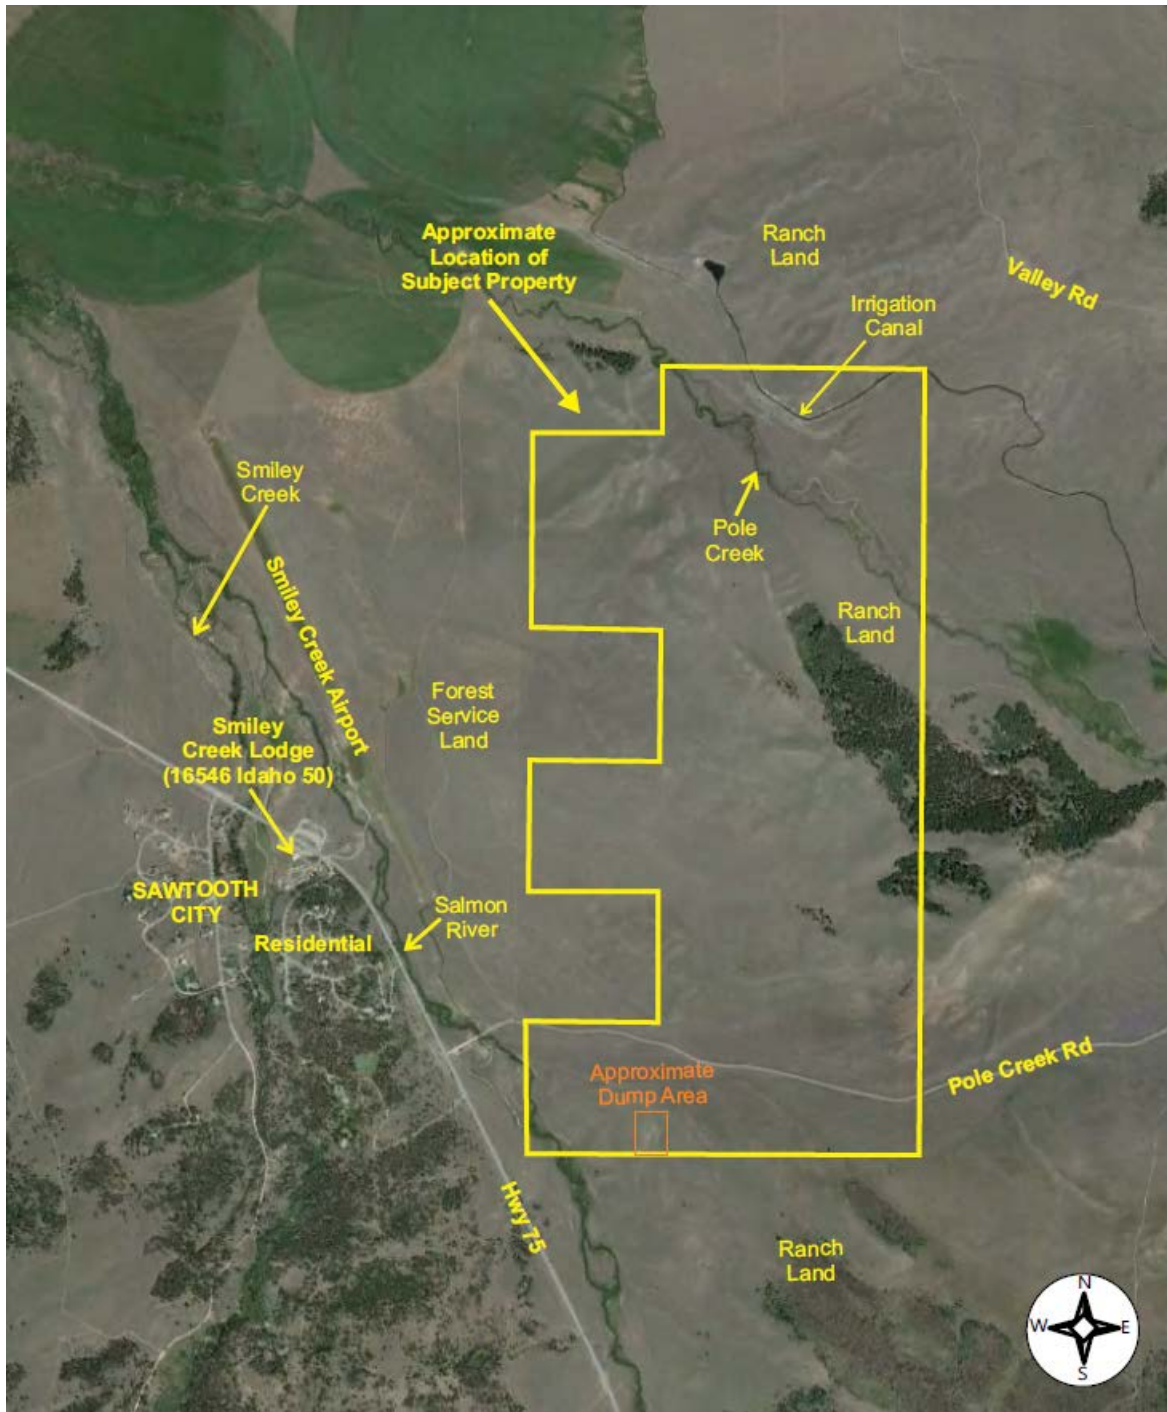 Approximate
Location of
Subject Property
Ranch
Land
Valley Rd
Irrigation
Canal
Smiley
Creek
Pole
Creek
Smiley Creek Airport
Ranch
Land
Forest
Service
Land
Smiley
Creek Lodge
(16546 Idaho 50)
SAWTOOTH
CITY
Salmon
River
Residential
Approximate
Dump Area
Pole Creek Rd
Hwy 75
Ranch
Land
N
W
E
S